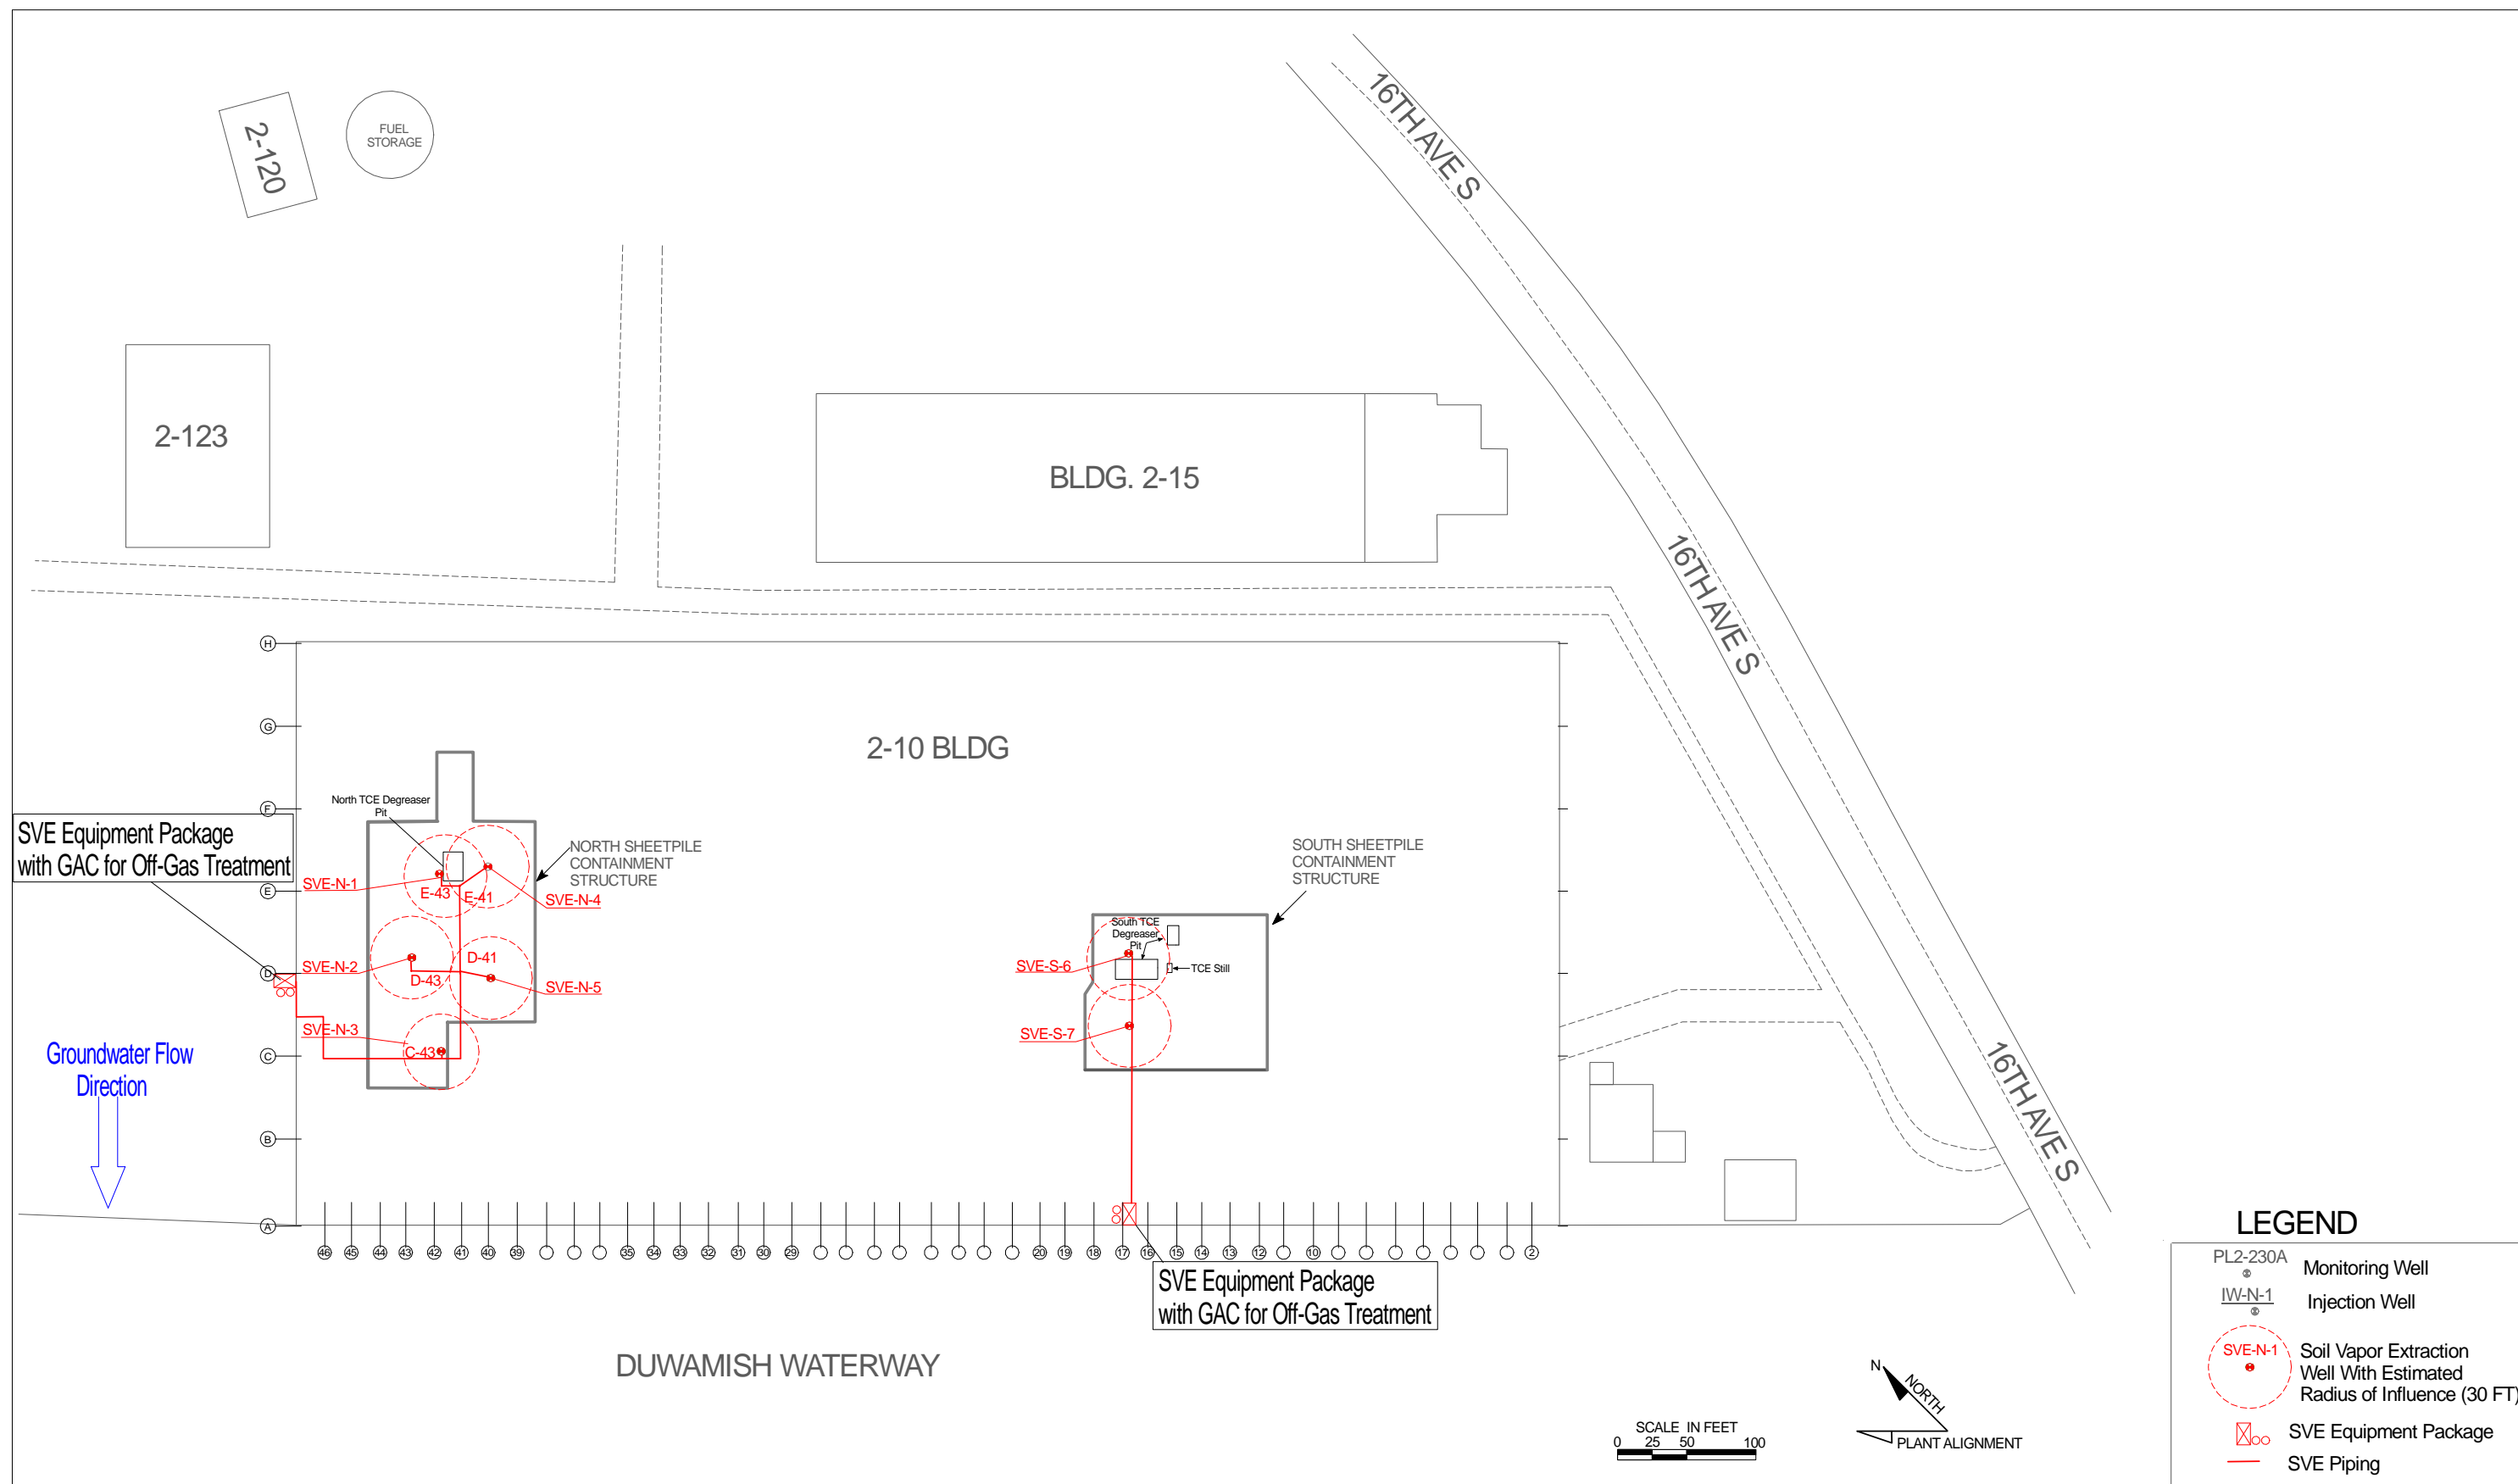 16TH AVE S
2-120
FUEL
STORAGE
2-123
BLDG. 2-15
16TH AVE S
H
G
2-10 BLDG
F
North TCE Degreaser
Pit
SVE Equipment Package
with GAC for Off-Gas Treatment
NORTH SHEETPILE
CONTAINMENT
STRUCTURE
SOUTH SHEETPILE
CONTAINMENT
STRUCTURE
SVE-N-1
E
E-43
E-41
SVE-N-4
South TCE
Degreaser
Pit
D-41
SVE-N-2
D
D-43
SVE-N-5
SVE-S-6
TCE Still
SVE-N-3
SVE-S-7
Groundwater Flow
Direction
C
C-43
16TH AVE S
B
A
46 45 44 43 42 41 40 39 35 34 33 32 31 30 29 20 19 18 17 16 15 14 13 12 10 2
SVE Equipment Package
with GAC for Off-Gas Treatment
DUWAMISH WATERWAY
N
NORTH
PLANT ALIGNMENT
SCALE IN FEET
0 25 50 100
LEGEND
PL2-230A
Monitoring Well
IW-N-1
Injection Well
SVE-N-1
Soil Vapor Extraction
Well With Estimated
Radius of Influence (30 FT)
SVE Equipment Package
SVE Piping